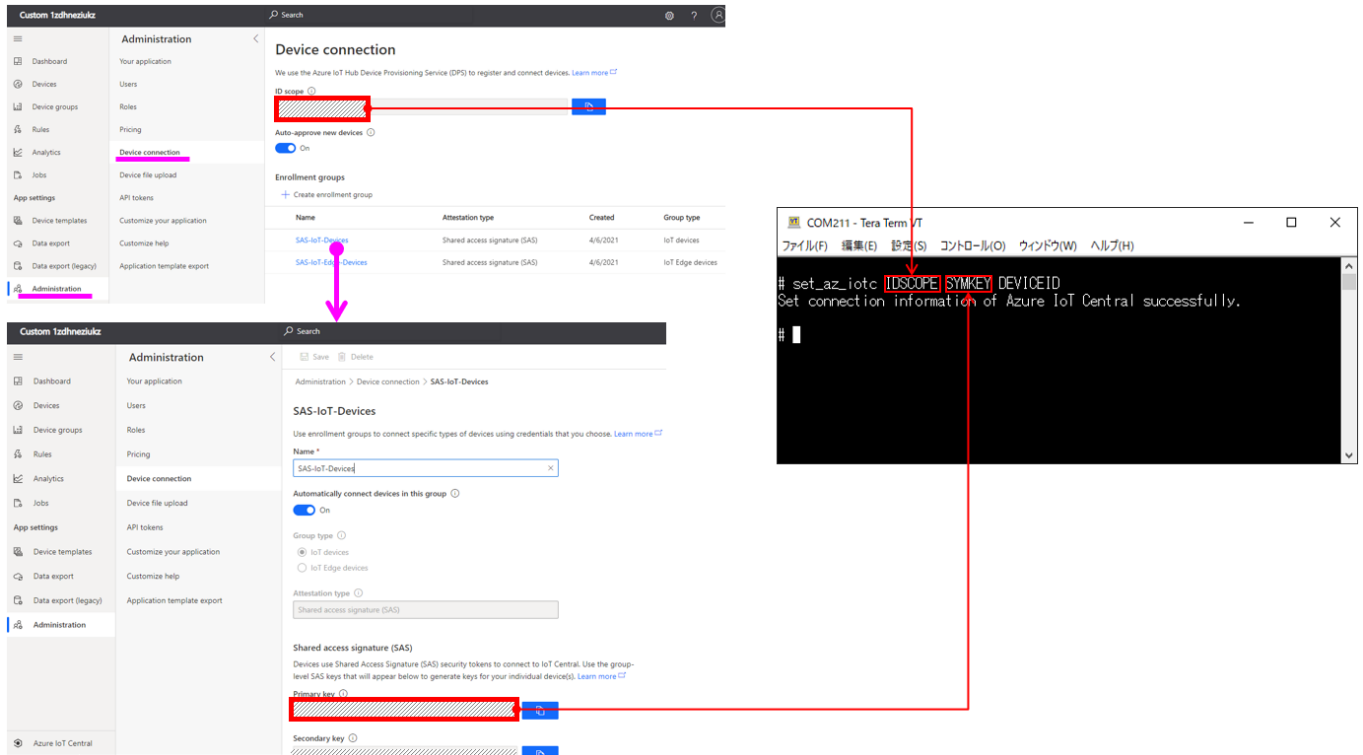 Custom 1zdhneziukz
Search
?
Dashboard
Devices
Device groups
Rules
Analytics
Jobs
App settings
Device templates
Data export
Data export (legacy)
Administration
Administration
Your application
Users
Roles
Pricing
Device connection
Device file upload
API tokens
Customize your application
Customize help
Application template export
Device connection
We use the Azure IoT Hub Device Provisioning Service (DPS) to register and connect devices. Learn more
ID scope
Auto-approve new devices
On
Enrollment groups
+ Create enrollment group
Name Attestation type Created Group type
SAS-IoT-Devices Shared access signature (SAS) 4/6/2021 IoT devices
SAS-IoT-Edge-Devices Shared access signature (SAS) 4/6/2021 IoT Edge devices
Custom 1zdhneziukz
Search
Dashboard
Devices
Device groups
Rules
Analytics
Jobs
App settings
Device templates
Data export
Data export (legacy)
Administration
Azure IoT Central
Administration
Your application
Users
Roles
Pricing
Device connection
Device file upload
API tokens
Customize your application
Customize help
Application template export
Save Delete
Administration > Device connection > SAS-IoT-Devices
SAS-IoT-Devices
Use enrollment groups to connect specific types of devices using credentials that you choose. Learn more
Name *
SAS-IoT-Devices
Automatically connect devices in this group
On
Group type
IoT devices
IoT Edge devices
Attestation type
Shared access signature (SAS)
Shared access signature (SAS)
Devices use Shared Access Signature (SAS) security tokens to connect to IoT Central. Use the group-
level SAS keys that will appear below to generate keys for your individual device(s). Learn more
Primary key
Secondary key
COM211 - Tera Term VT
ファイル(F) 編集(E) 設定(S) コントロール(O) ウィンドウ(W) ヘルプ(H)
# set_az_iotc IDSCOPE SYMKEY DEVICEID
Set connection information of Azure IoT Central successfully.
#